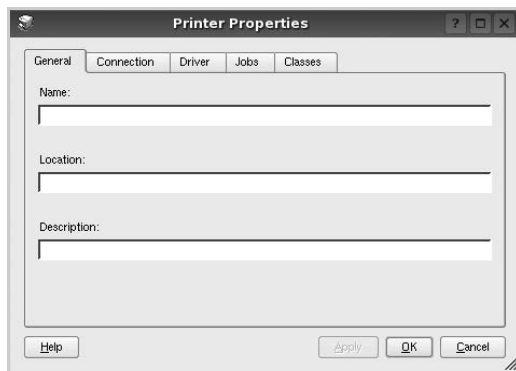 Printer Properties
General Connection Driver Jobs Classes
Name:
Location:
Description:
Help Apply OK Cancel